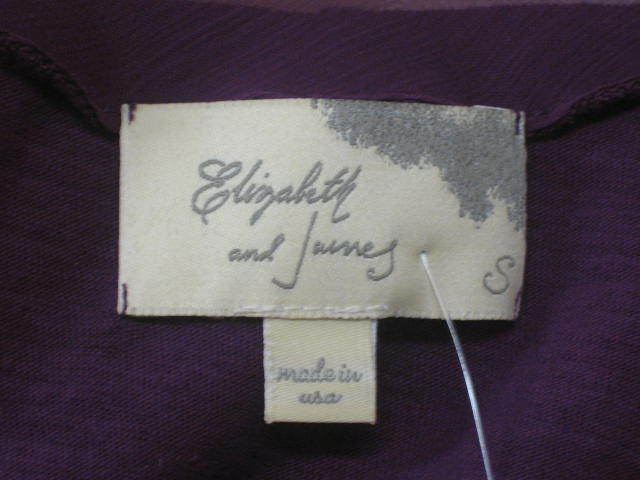 Elizabeth
and James
S
made in
usa